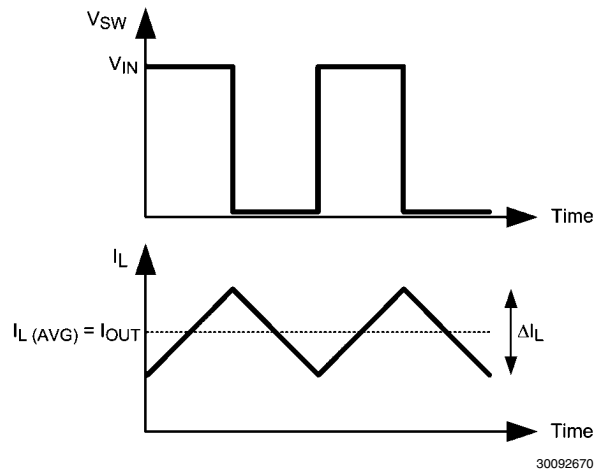 VSW
VIN
Time
IL
IL (AVG) = IOUT
ΔIL
Time
30092670